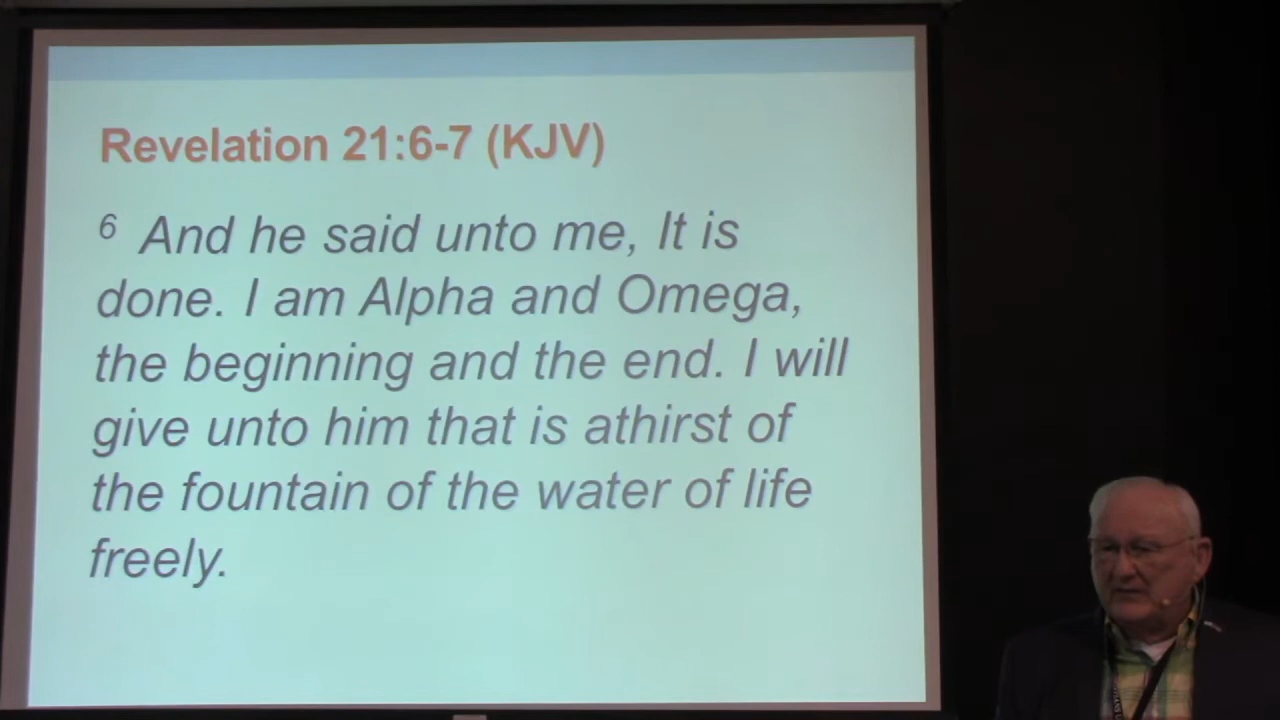 Revelation 21:6-7 (KJV)
6 And he said unto me, It is
done. I am Alpha and Omega,
the beginning and the end. I will
give unto him that is athirst of
the fountain of the water of life
freely.